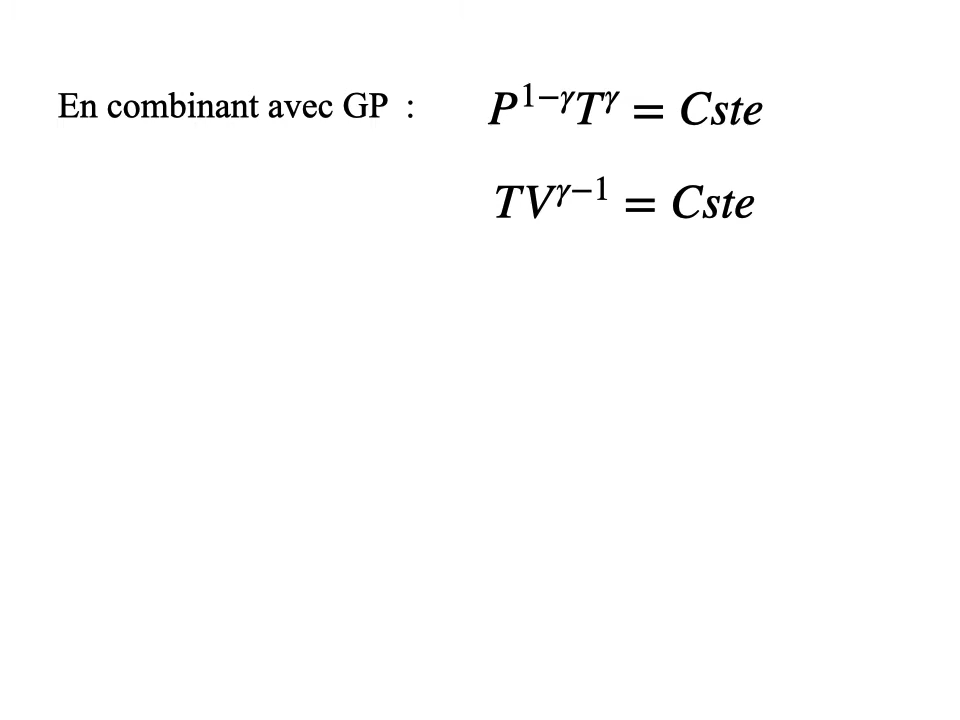 En combinant avec GP : P^{1−γ}T^{γ} = Cste
TV^{γ−1} = Cste